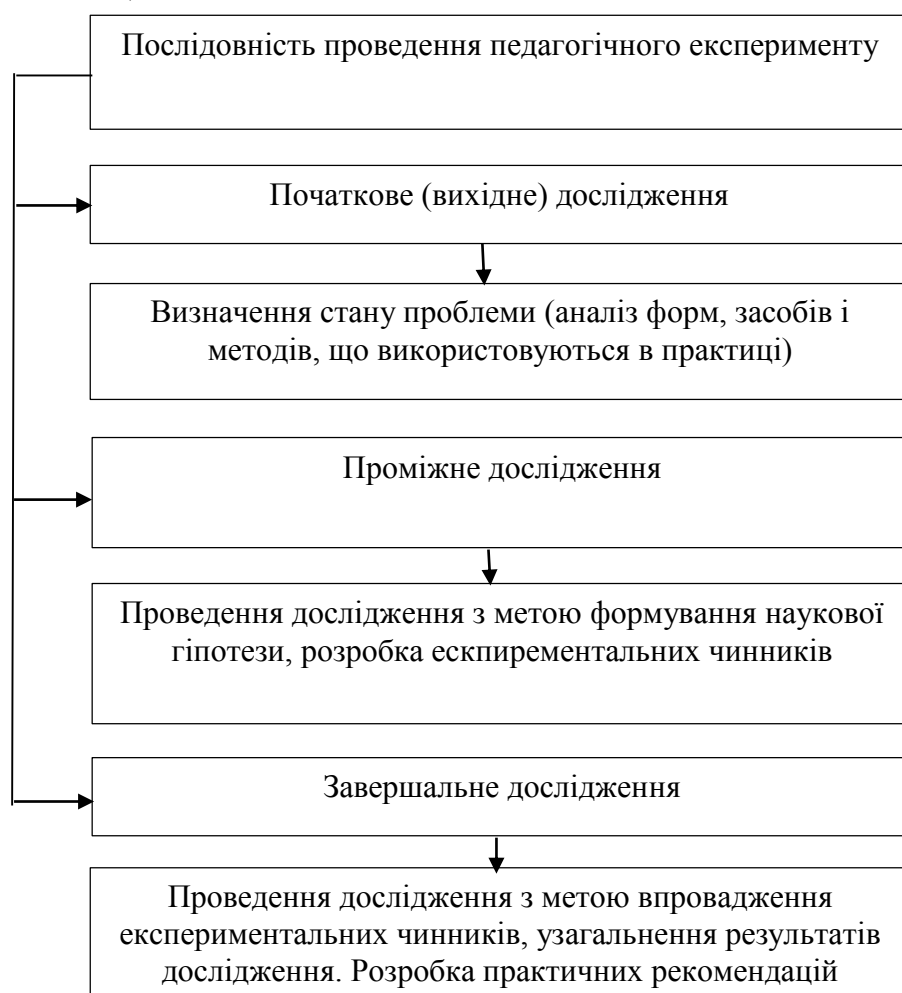 Послідовність проведення педагогічного експерименту
Початкове (вихідне) дослідження
Визначення стану проблеми (аналіз форм, засобів і
методів, що використовуються в практиці)
Проміжне дослідження
Проведення дослідження з метою формування наукової
гіпотези, розробка ескпирементальних чинників
Завершальне дослідження
Проведення дослідження з метою впровадження
експериментальних чинників, узагальнення результатів
дослідження. Розробка практичних рекомендацій